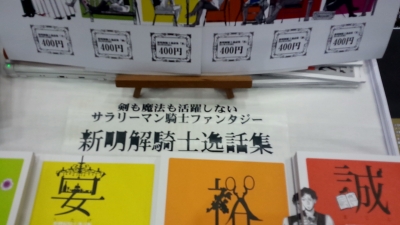 400円
400円
400円
400円
400円
400円
剣も魔法も活躍しない
サラリーマン騎士ファンタジー
新明解騎士逸話集
宴
裕
誠